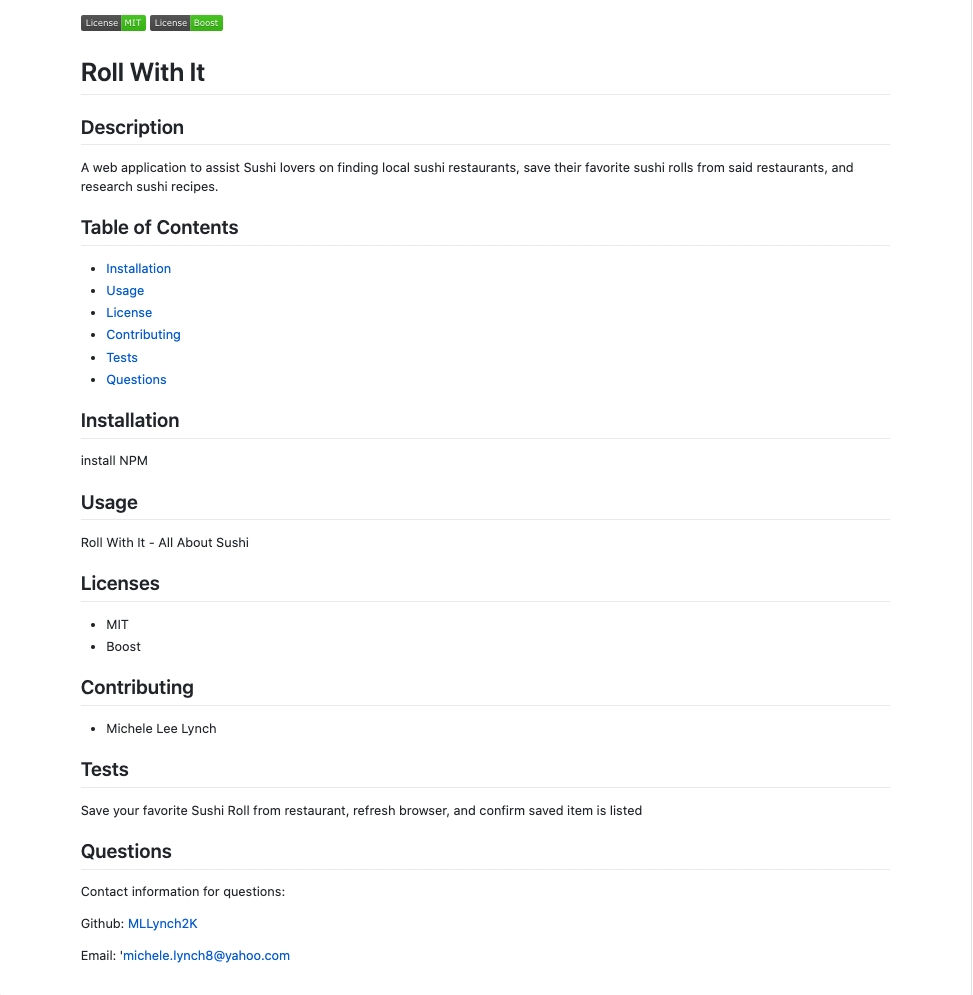 License MIT License Boost
Roll With It
Description
A web application to assist Sushi lovers on finding local sushi restaurants, save their favorite sushi rolls from said restaurants, and
research sushi recipes.
Table of Contents
• Installation
• Usage
• License
• Contributing
• Tests
• Questions
Installation
install NPM
Usage
Roll With It - All About Sushi
Licenses
• MIT
• Boost
Contributing
• Michele Lee Lynch
Tests
Save your favorite Sushi Roll from restaurant, refresh browser, and confirm saved item is listed
Questions
Contact information for questions:
Github: MLLynch2K
Email: 'michele.lynch8@yahoo.com